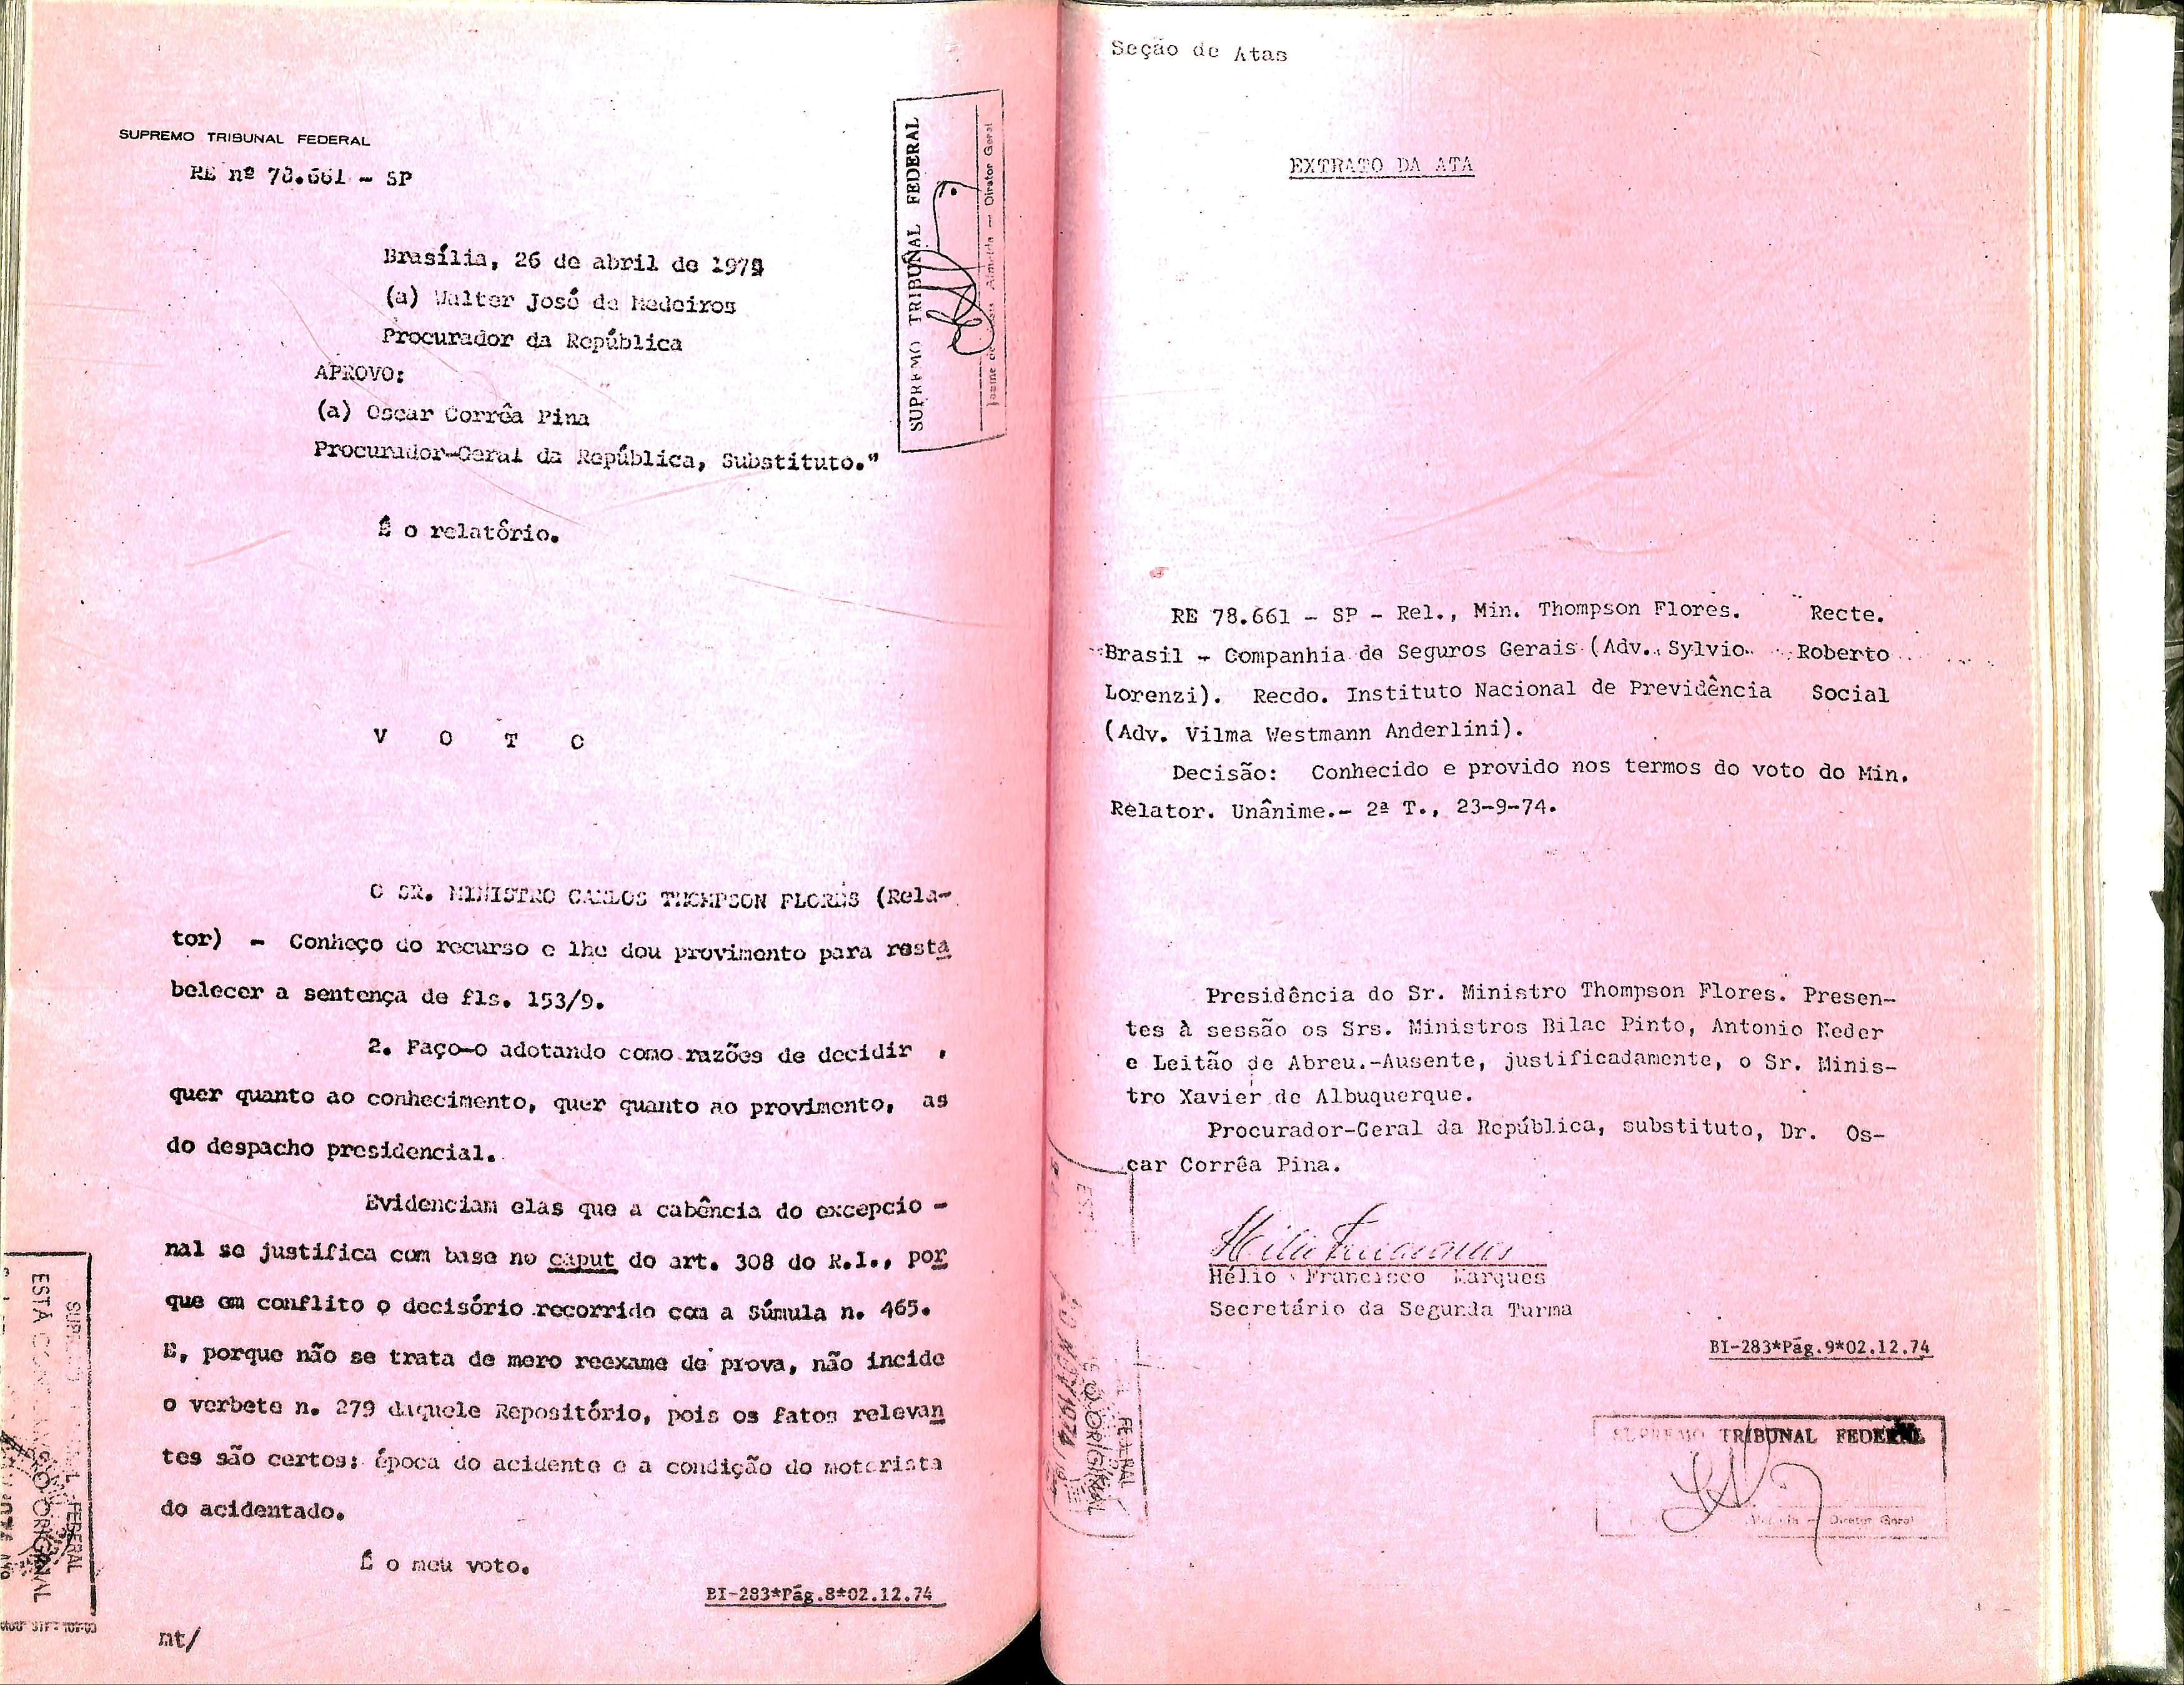 SUPREMO TRIBUNAL FEDERAL
RE nº 78.661 - SP
Brasília, 26 de abril de 1974
(a) Walter José de Medeiros
Procurador da República
APROVO:
(a) Oscar Corrêa Pina
Procurador-Geral da República, Substituto."
É o relatório.
V O T O
O SR. MINISTRO CARLOS THOMPSON FLORES (Rela-
tor) - Conheço do recurso e lhe dou provimento para resta
belecer a sentença de fls. 153/9.
2. Faço-o adotando como razões de decidir ,
quer quanto ao conhecimento, quer quanto ao provimento, as
do despacho presidencial.
Evidenciam elas que a cabência do excepcio -
nal se justifica com base no caput do art. 308 do R.I., por
que em conflito o decisório recorrido com a Súmula n. 465.
E, porque não se trata de mero reexame de prova, não incide
o verbete n. 279 daquele Repositório, pois os fatos relevan
tes são certos: época do acidente e a condição do motorista
do acidentado.
É o meu voto.
BI-283*Pág.8*02.12.74
nt/
SUPREMO TRIBUNAL FEDERAL
Almeida — Diretor Geral
FEDERAL
ORIGINAL
Seção de Atas
EXTRATO DA ATA
RE 78.661 - SP - Rel., Min. Thompson Flores. Recte.
Brasil - Companhia de Seguros Gerais (Adv. Sylvio Roberto
Lorenzi). Recdo. Instituto Nacional de Previdência Social
(Adv. Vilma Westmann Anderlini).
Decisão: Conhecido e provido nos termos do voto do Min.
Relator. Unânime.- 2ª T., 23-9-74.
Presidência do Sr. Ministro Thompson Flores. Presen-
tes à sessão os Srs. Ministros Bilac Pinto, Antonio Neder
e Leitão de Abreu.-Ausente, justificadamente, o Sr. Minis-
tro Xavier de Albuquerque.
Procurador-Geral da República, substituto, Dr. Os-
car Corrêa Pina.
Hélio Francisco Marques
Secretário da Segunda Turma
BI-283*Pág.9*02.12.74
FEDERAL
ORIGINAL
SUPREMO TRIBUNAL FEDERAL
Diretor Geral